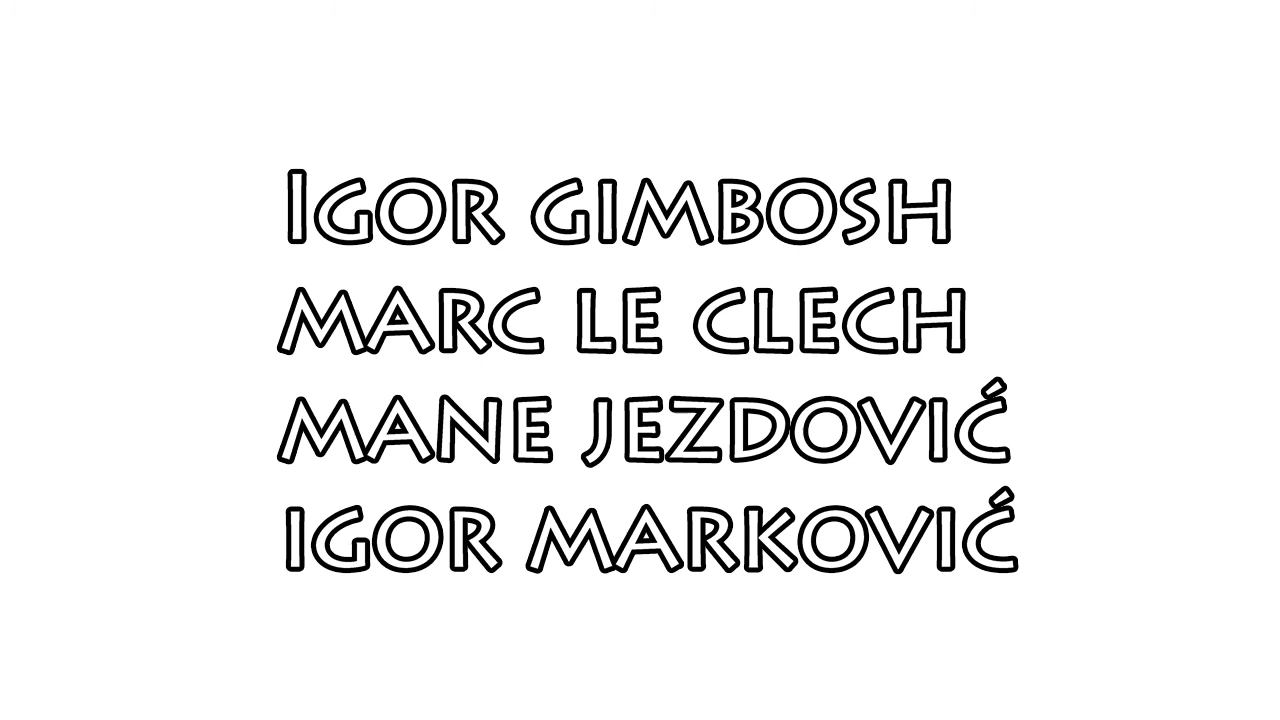 Igor gimbosh
marc le clech
mane jezdović
igor marković